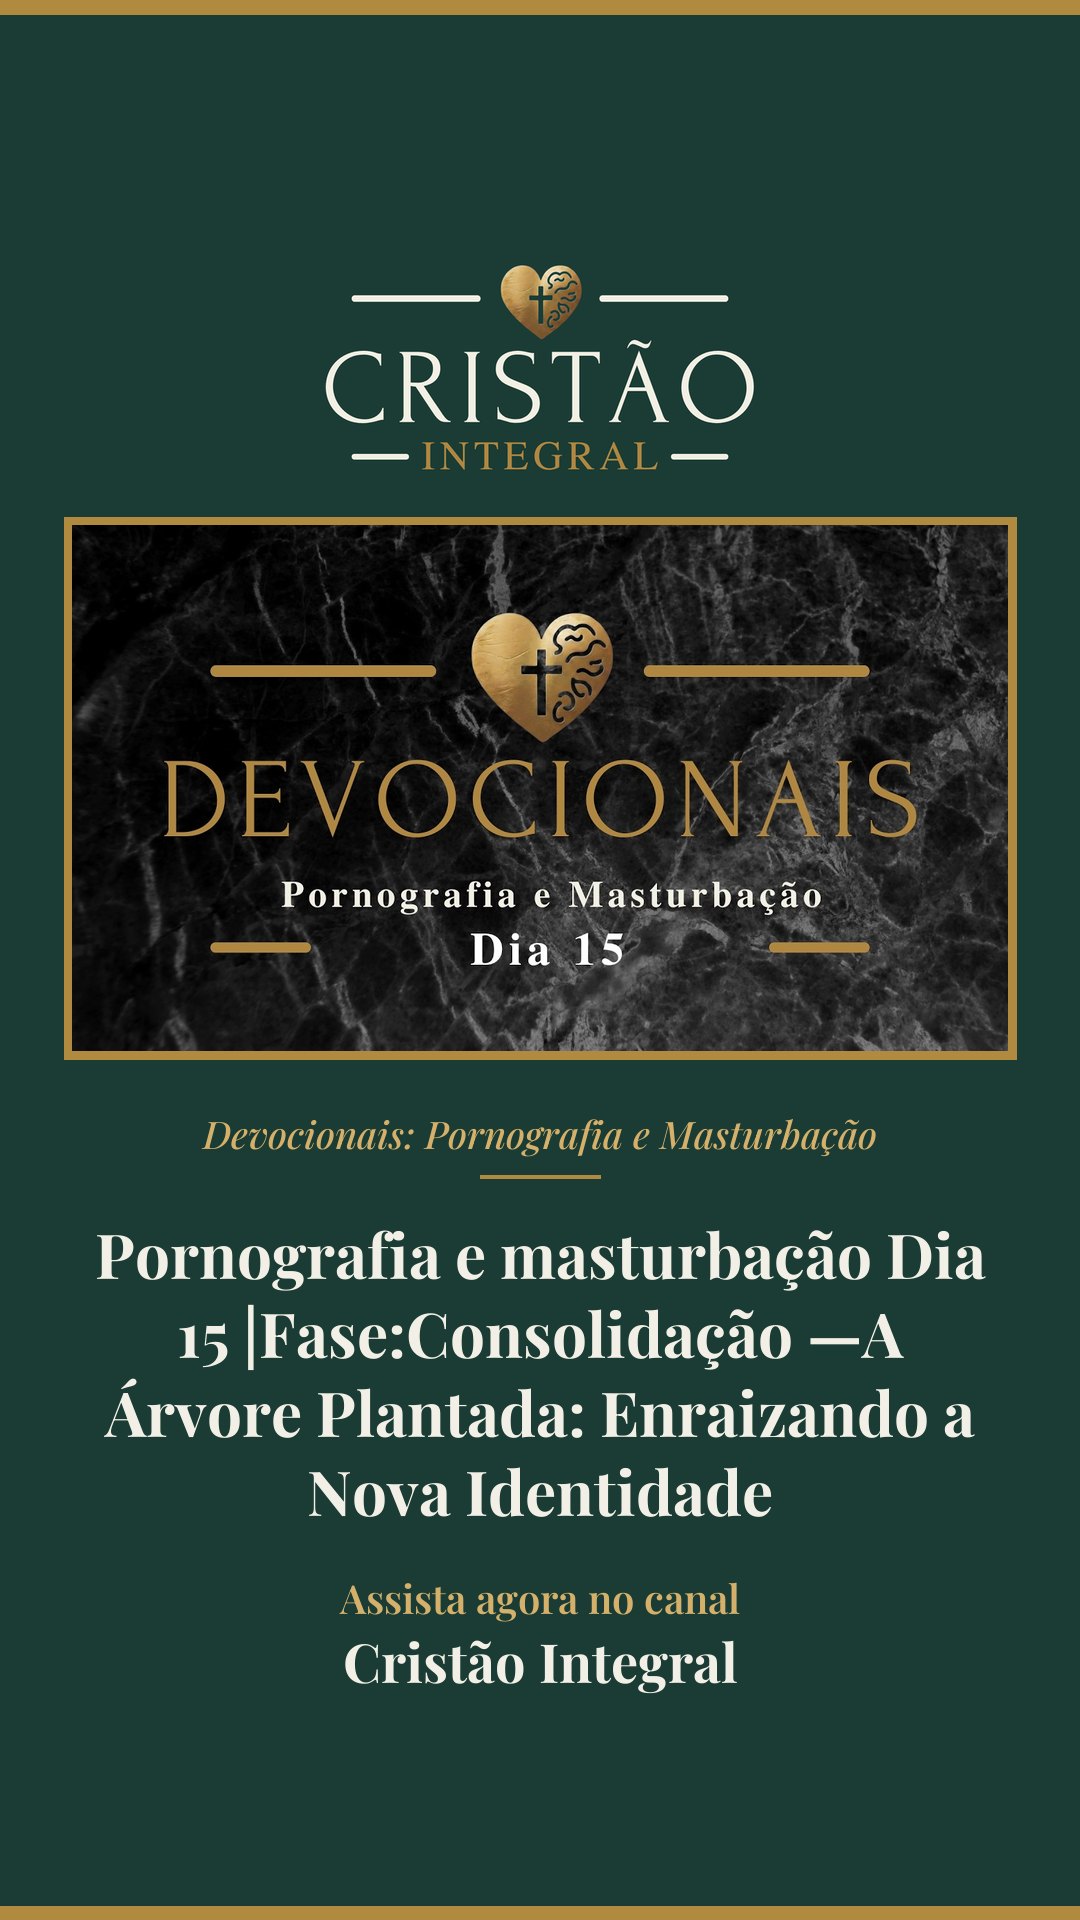 CRISTÃO
INTEGRAL
DEVOCIONAIS
Pornografia e Masturbação
Dia 15
Devocionais: Pornografia e Masturbação
Pornografia e masturbação Dia
15 |Fase:Consolidação —A
Árvore Plantada: Enraizando a
Nova Identidade
Assista agora no canal
Cristão Integral